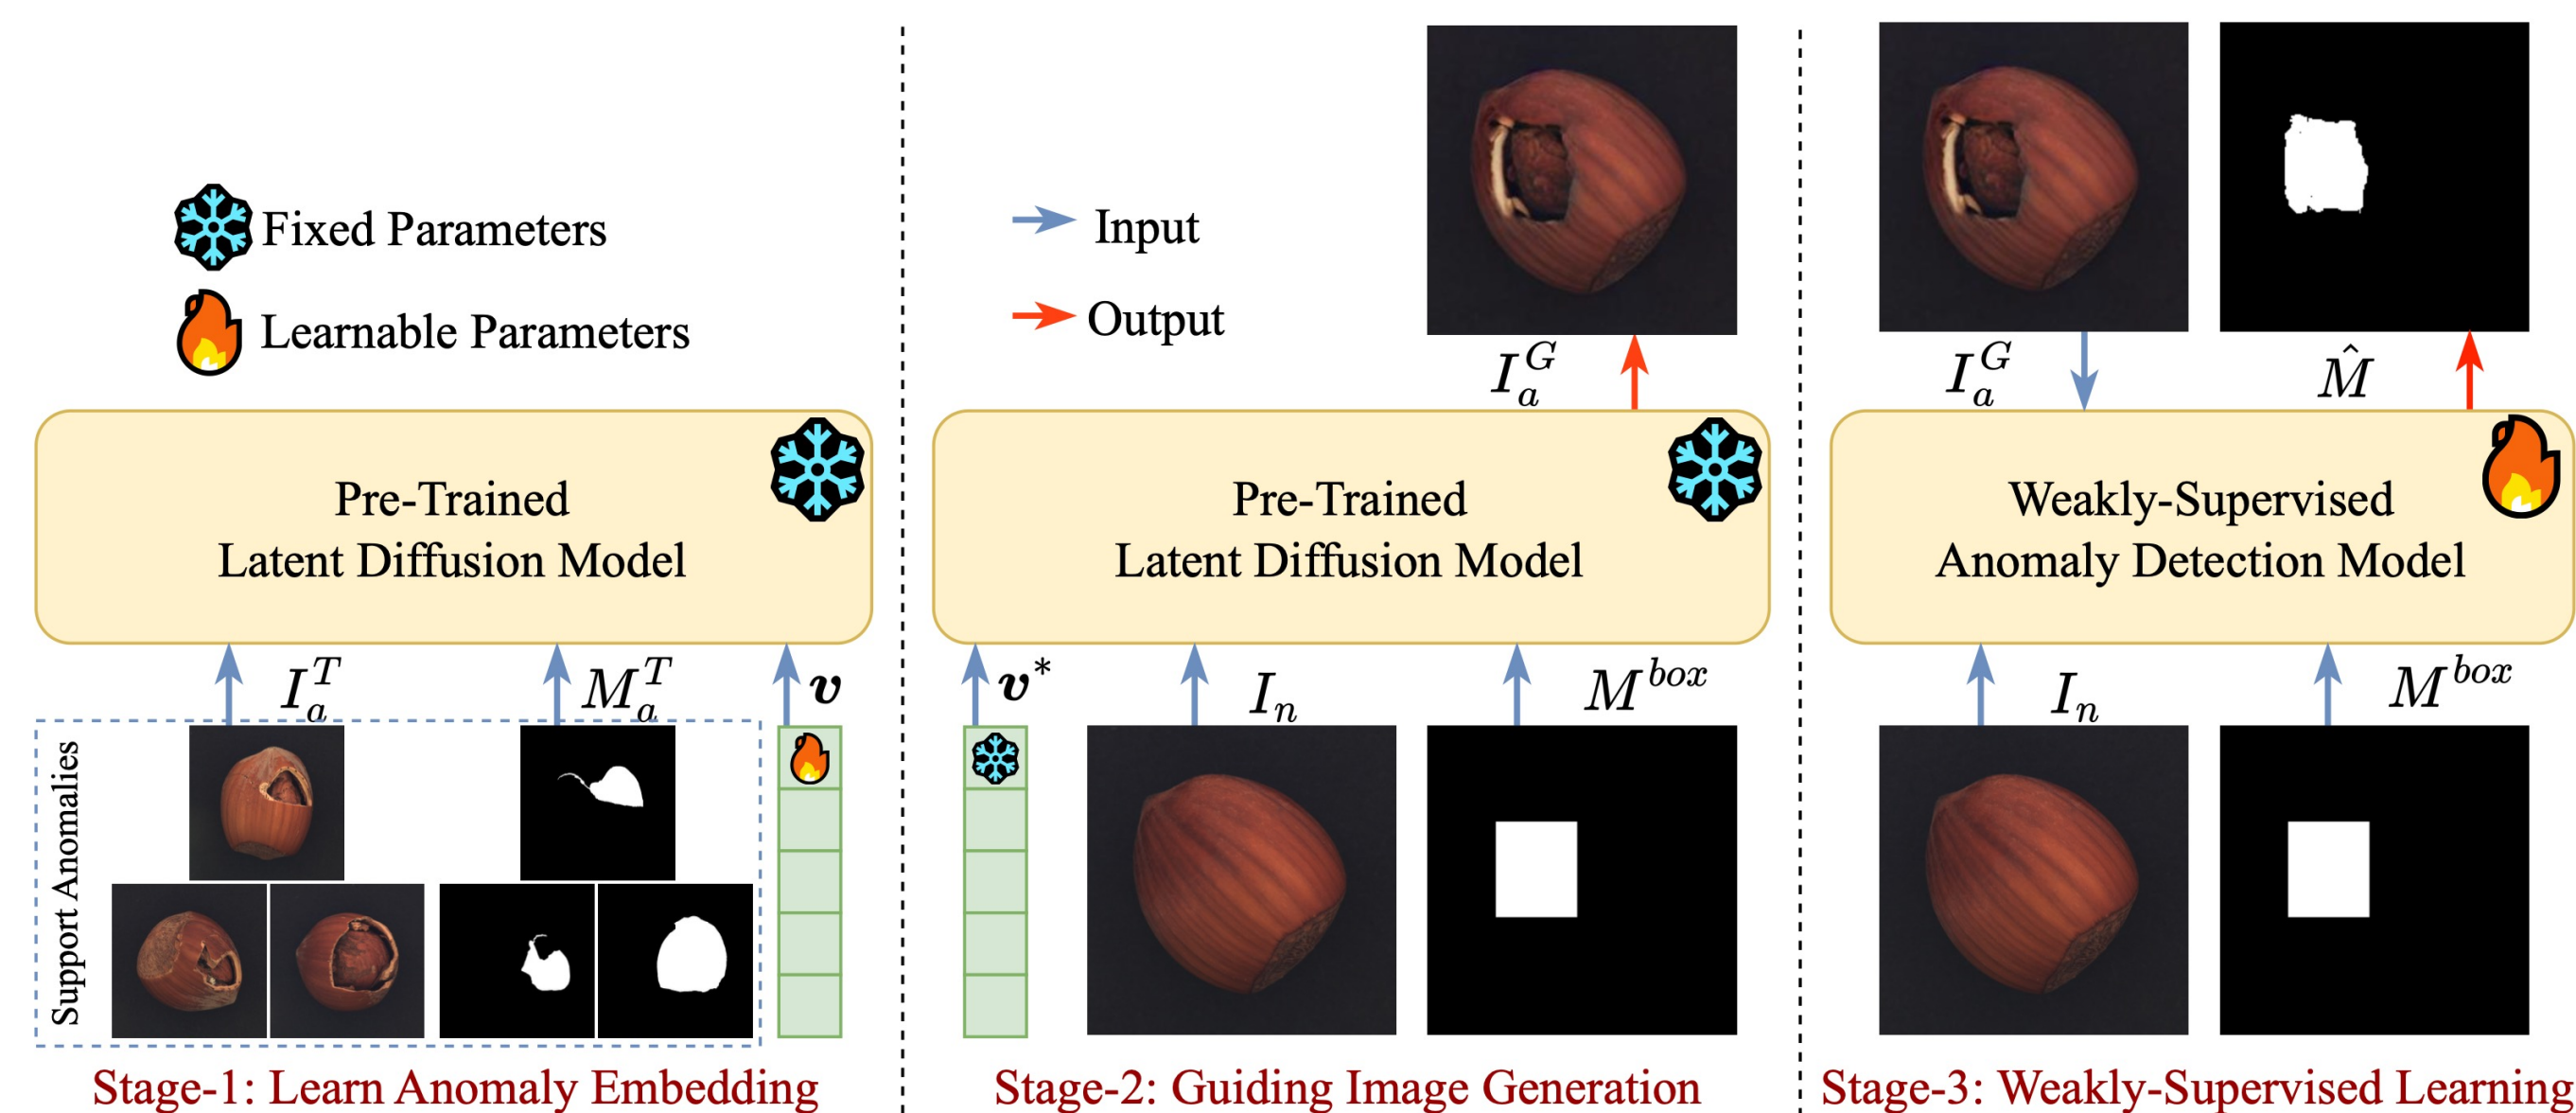 Fixed Parameters
Learnable Parameters
Pre-Trained
Latent Diffusion Model
I_a^T
M_a^T
v
Support Anomalies
Stage-1: Learn Anomaly Embedding
Input
Output
I_a^G
Pre-Trained
Latent Diffusion Model
v*
I_n
M^{box}
Stage-2: Guiding Image Generation
I_a^G
M̂
Weakly-Supervised
Anomaly Detection Model
I_n
M^{box}
Stage-3: Weakly-Supervised Learning